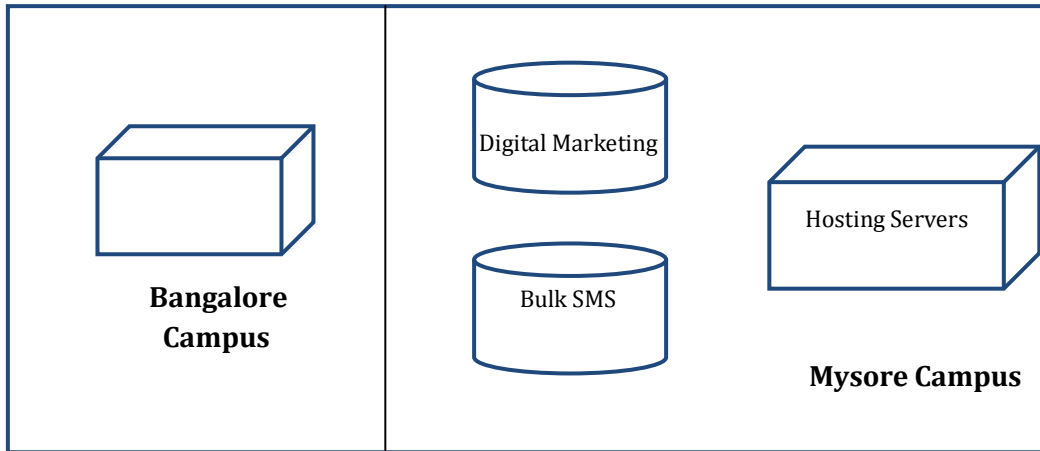 Digital Marketing
Hosting Servers
Bulk SMS
Bangalore
Campus
Mysore Campus